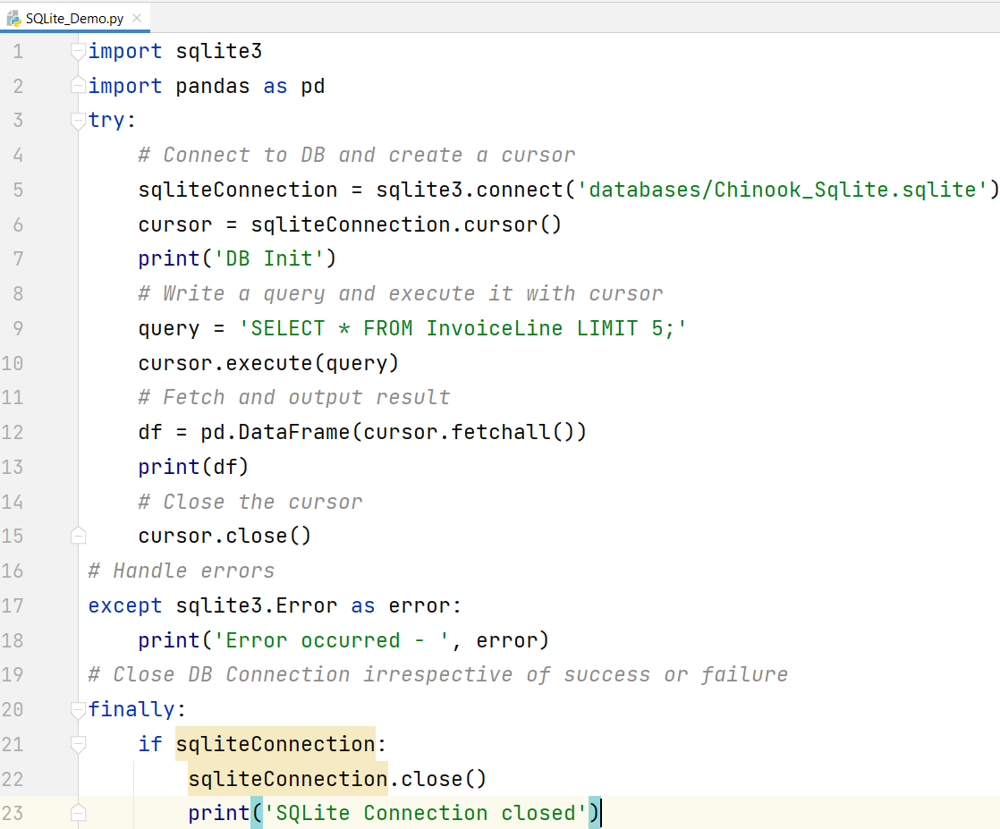 SQLite_Demo.py
1 import sqlite3
2 import pandas as pd
3 try:
4     # Connect to DB and create a cursor
5     sqliteConnection = sqlite3.connect('databases/Chinook_Sqlite.sqlite')
6     cursor = sqliteConnection.cursor()
7     print('DB Init')
8     # Write a query and execute it with cursor
9     query = 'SELECT * FROM InvoiceLine LIMIT 5;'
10     cursor.execute(query)
11     # Fetch and output result
12     df = pd.DataFrame(cursor.fetchall())
13     print(df)
14     # Close the cursor
15     cursor.close()
16 # Handle errors
17 except sqlite3.Error as error:
18     print('Error occurred - ', error)
19 # Close DB Connection irrespective of success or failure
20 finally:
21     if sqliteConnection:
22         sqliteConnection.close()
23         print('SQLite Connection closed')